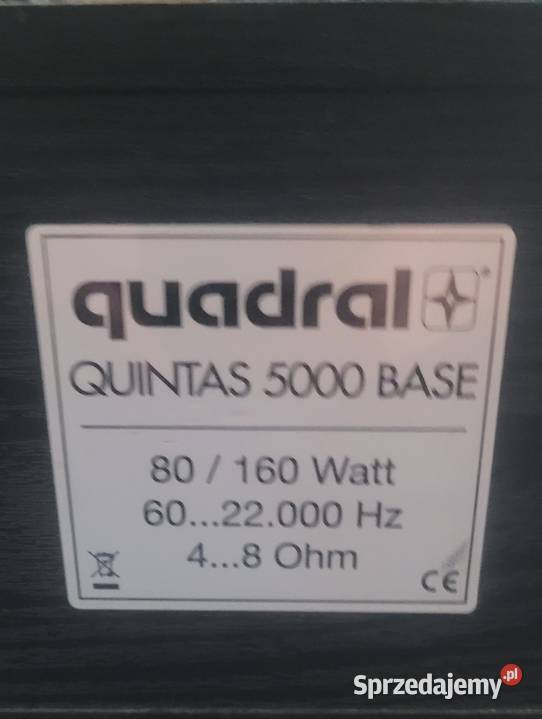 quadral
QUINTAS 5000 BASE
80 / 160 Watt
60...22.000 Hz
4...8 Ohm
CE
Sprzedajemy.pl